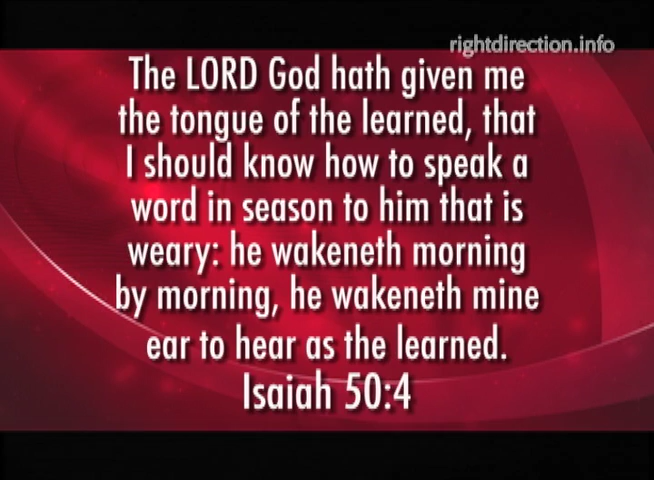 rightdirection.info
The LORD God hath given me
the tongue of the learned, that
I should know how to speak a
word in season to him that is
weary: he wakeneth morning
by morning, he wakeneth mine
ear to hear as the learned.
Isaiah 50:4